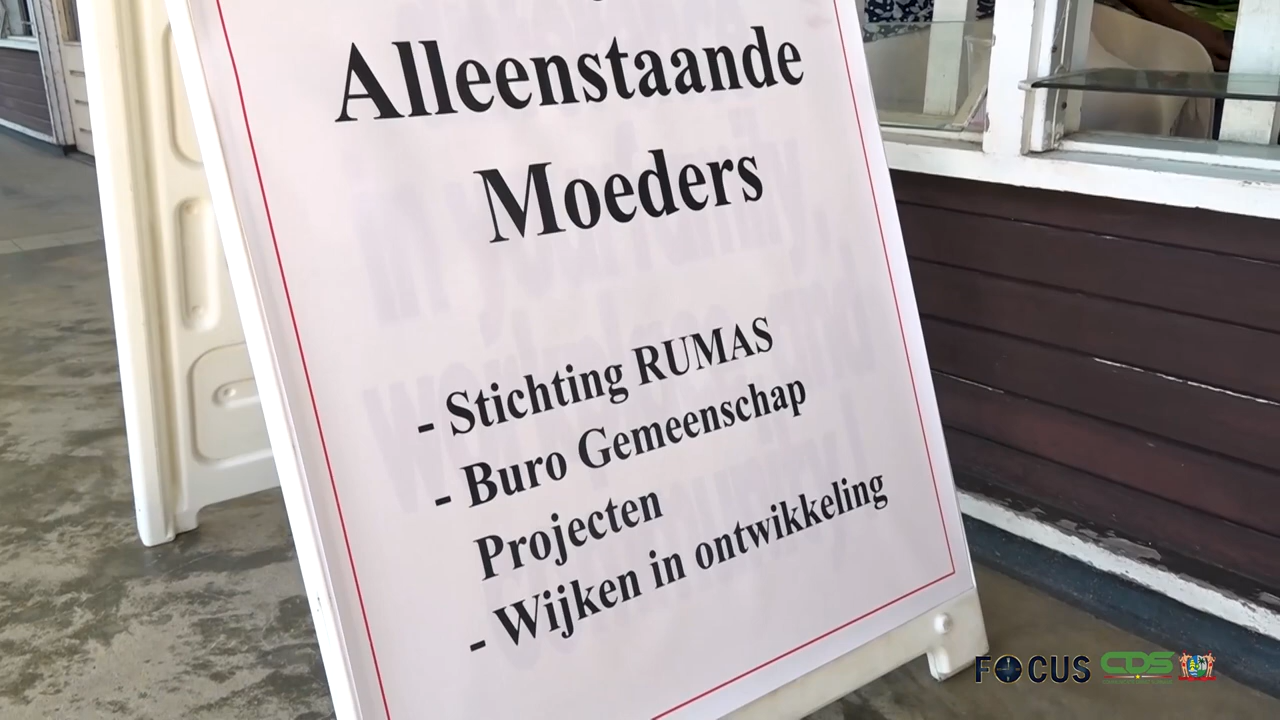 Alleenstaande
Moeders
- Stichting RUMAS
- Buro Gemeenschap
Projecten
- Wijken in ontwikkeling
FOCUS CDS